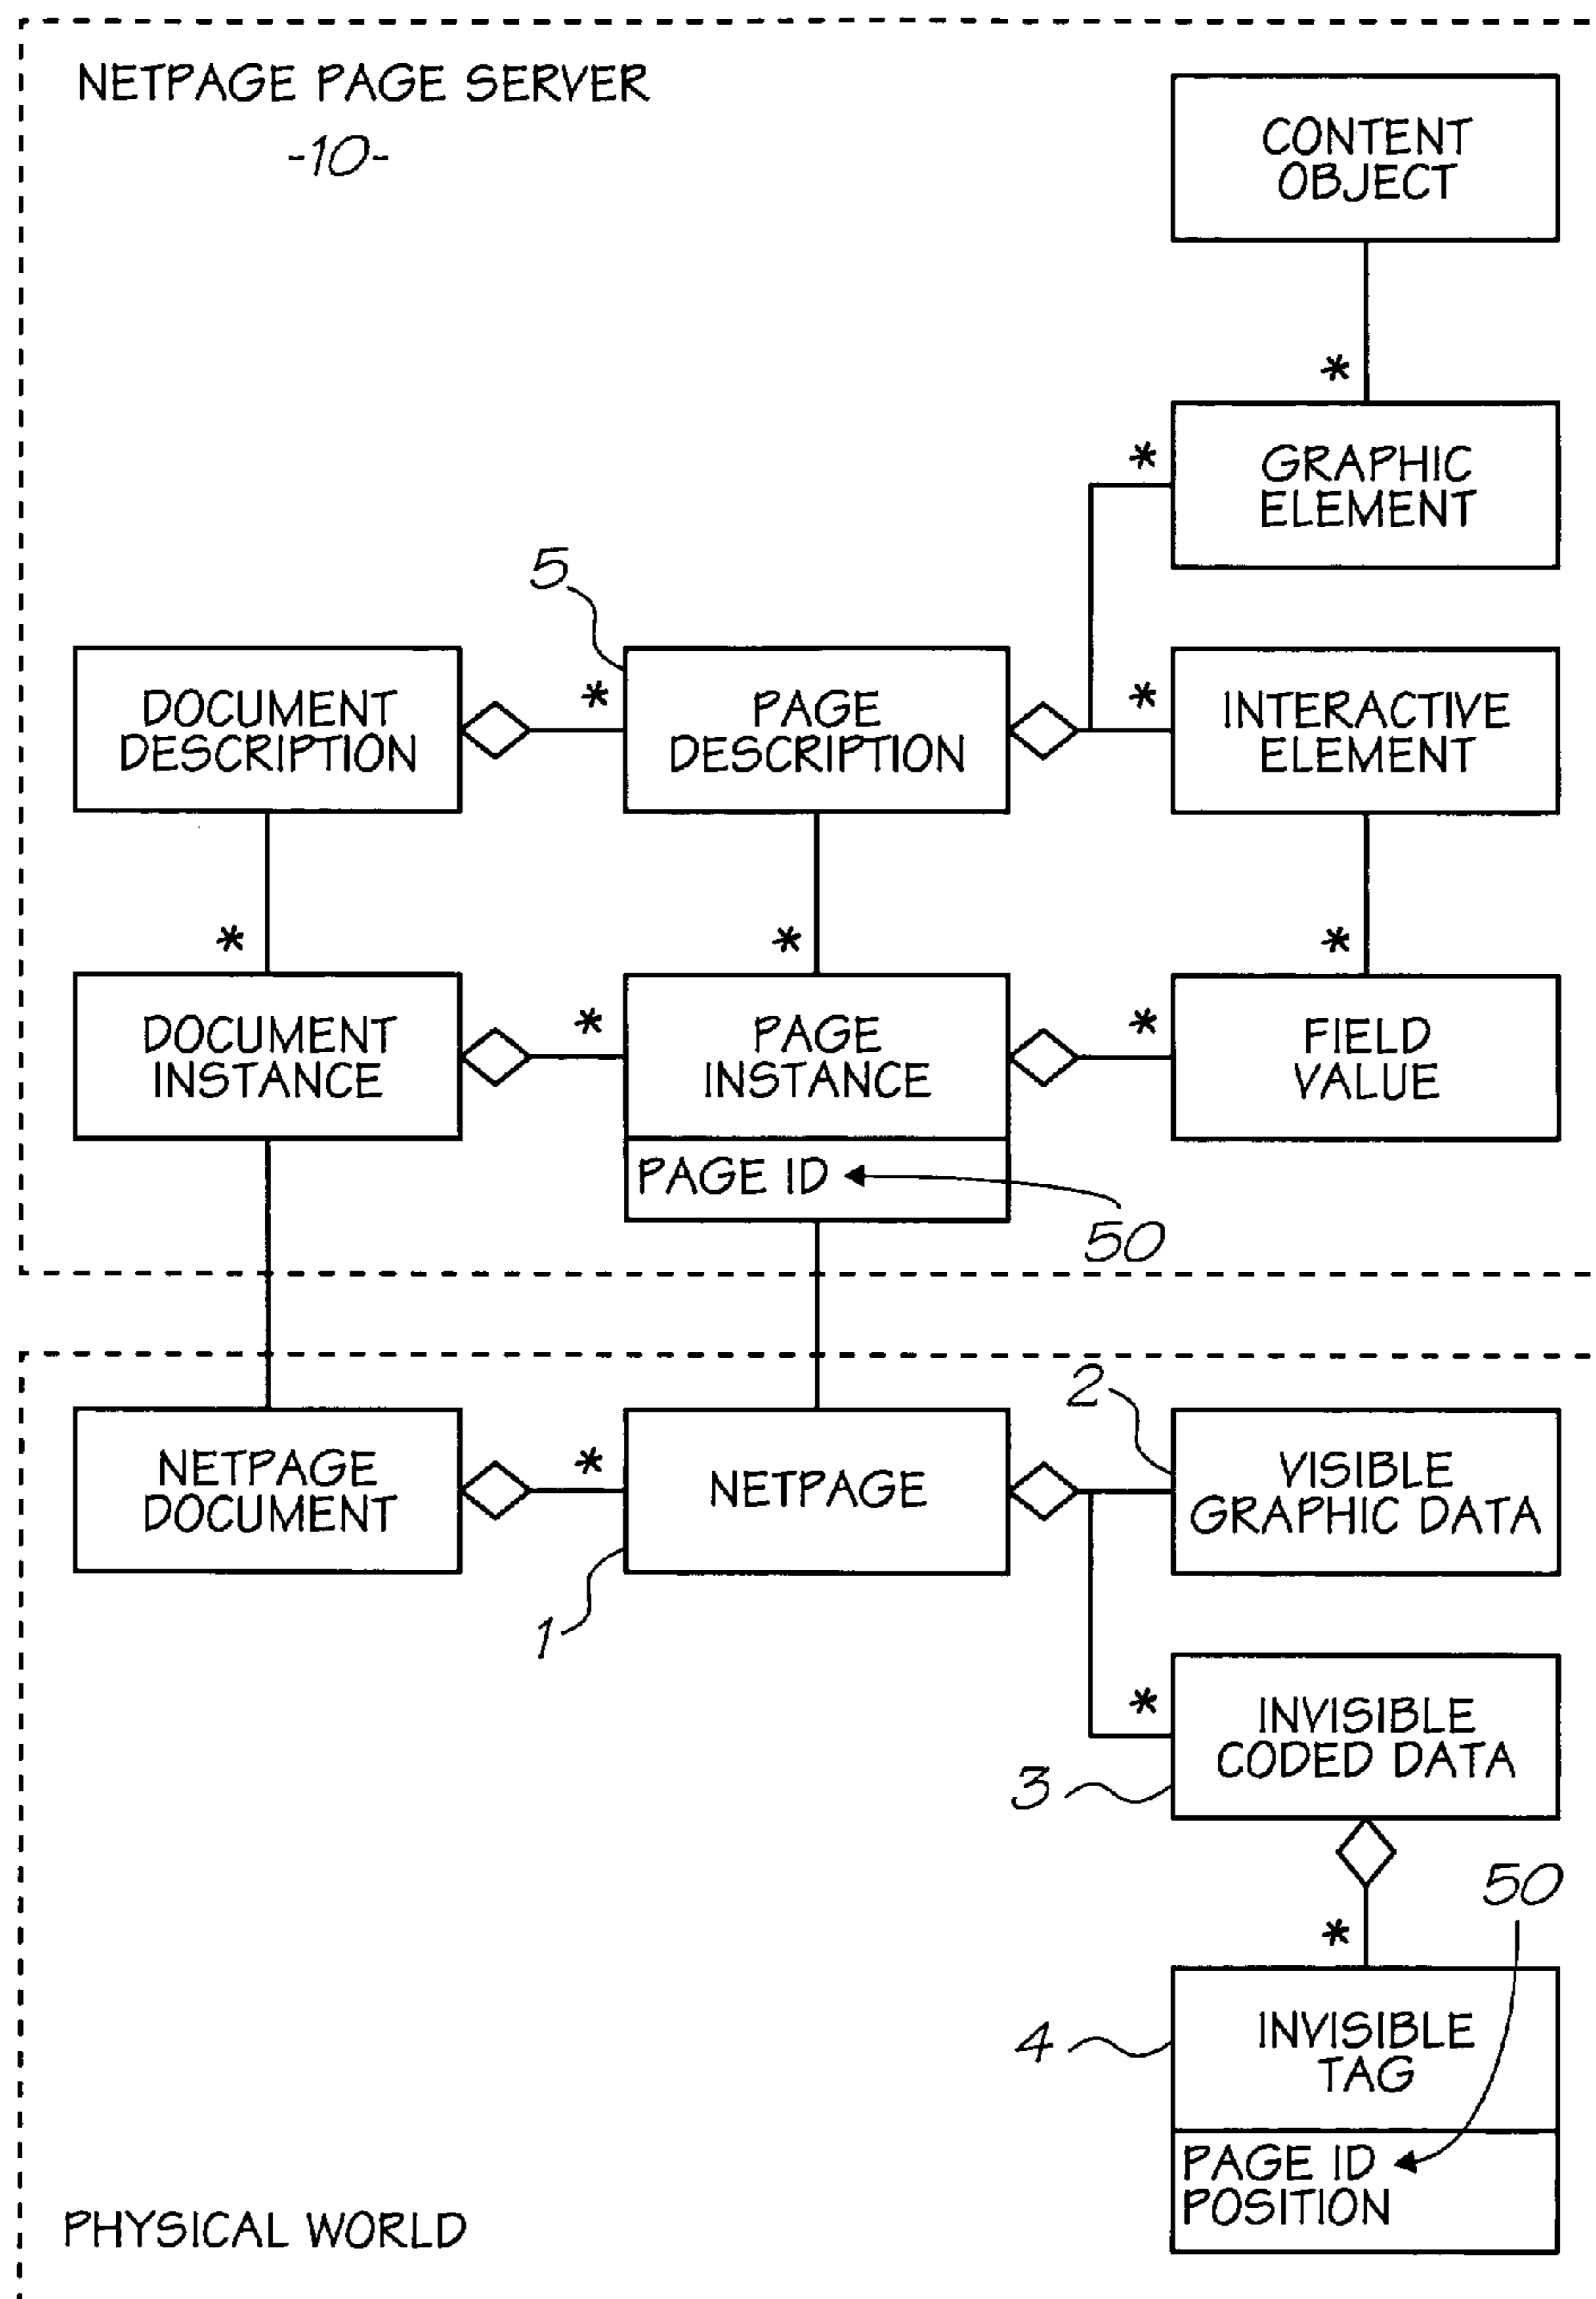 NETPAGE PAGE SERVER
-10-
CONTENT
OBJECT
*
*
GRAPHIC
ELEMENT
5
DOCUMENT
DESCRIPTION
*
PAGE
DESCRIPTION
*
INTERACTIVE
ELEMENT
*
*
*
DOCUMENT
INSTANCE
*
PAGE
INSTANCE
*
FIELD
VALUE
PAGE ID
50
NETPAGE
DOCUMENT
*
NETPAGE
1
2
VISIBLE
GRAPHIC DATA
*
INVISIBLE
CODED DATA
3
*
50
4
INVISIBLE
TAG
PAGE ID
POSITION
PHYSICAL WORLD